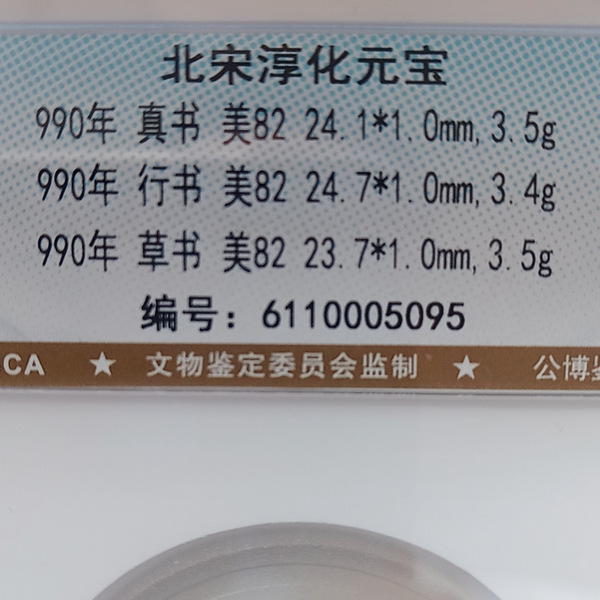 北宋淳化元宝
990年 真书 美82 24.1*1.0mm,3.5g
990年 行书 美82 24.7*1.0mm,3.4g
990年 草书 美82 23.7*1.0mm,3.5g
编号：6110005095
CA ★ 文物鉴定委员会监制 ★ 公博鉴